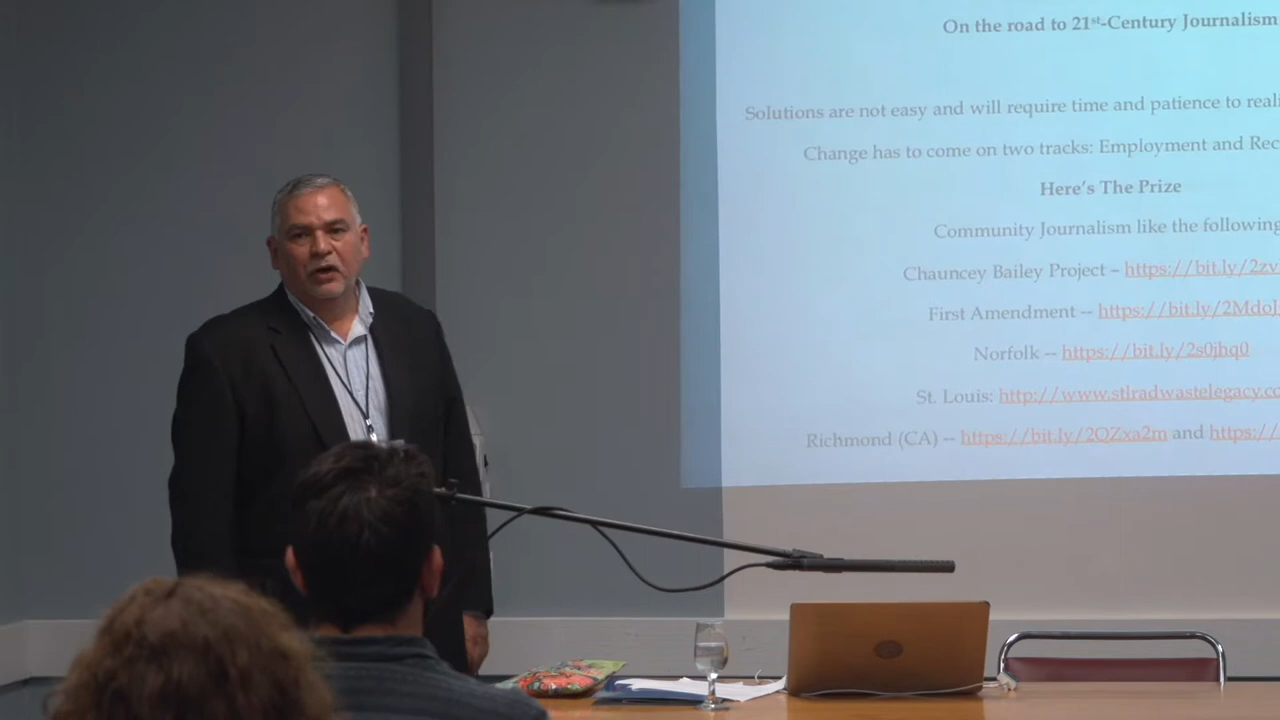 On the road to 21st-Century Journalism
Solutions are not easy and will require time and patience to
Change has to come on two tracks: Employment and
Here's The Prize
Community Journalism like the following
Chauncey Bailey Project – https://bit.ly/2zv
First Amendment -- https://bit.ly/2MdoJ
Norfolk -- https://bit.ly/2s0jhq0
St. Louis: http://www.stlradwastelegacy.co
Richmond (CA) -- https://bit.ly/2QZxa2m and https://